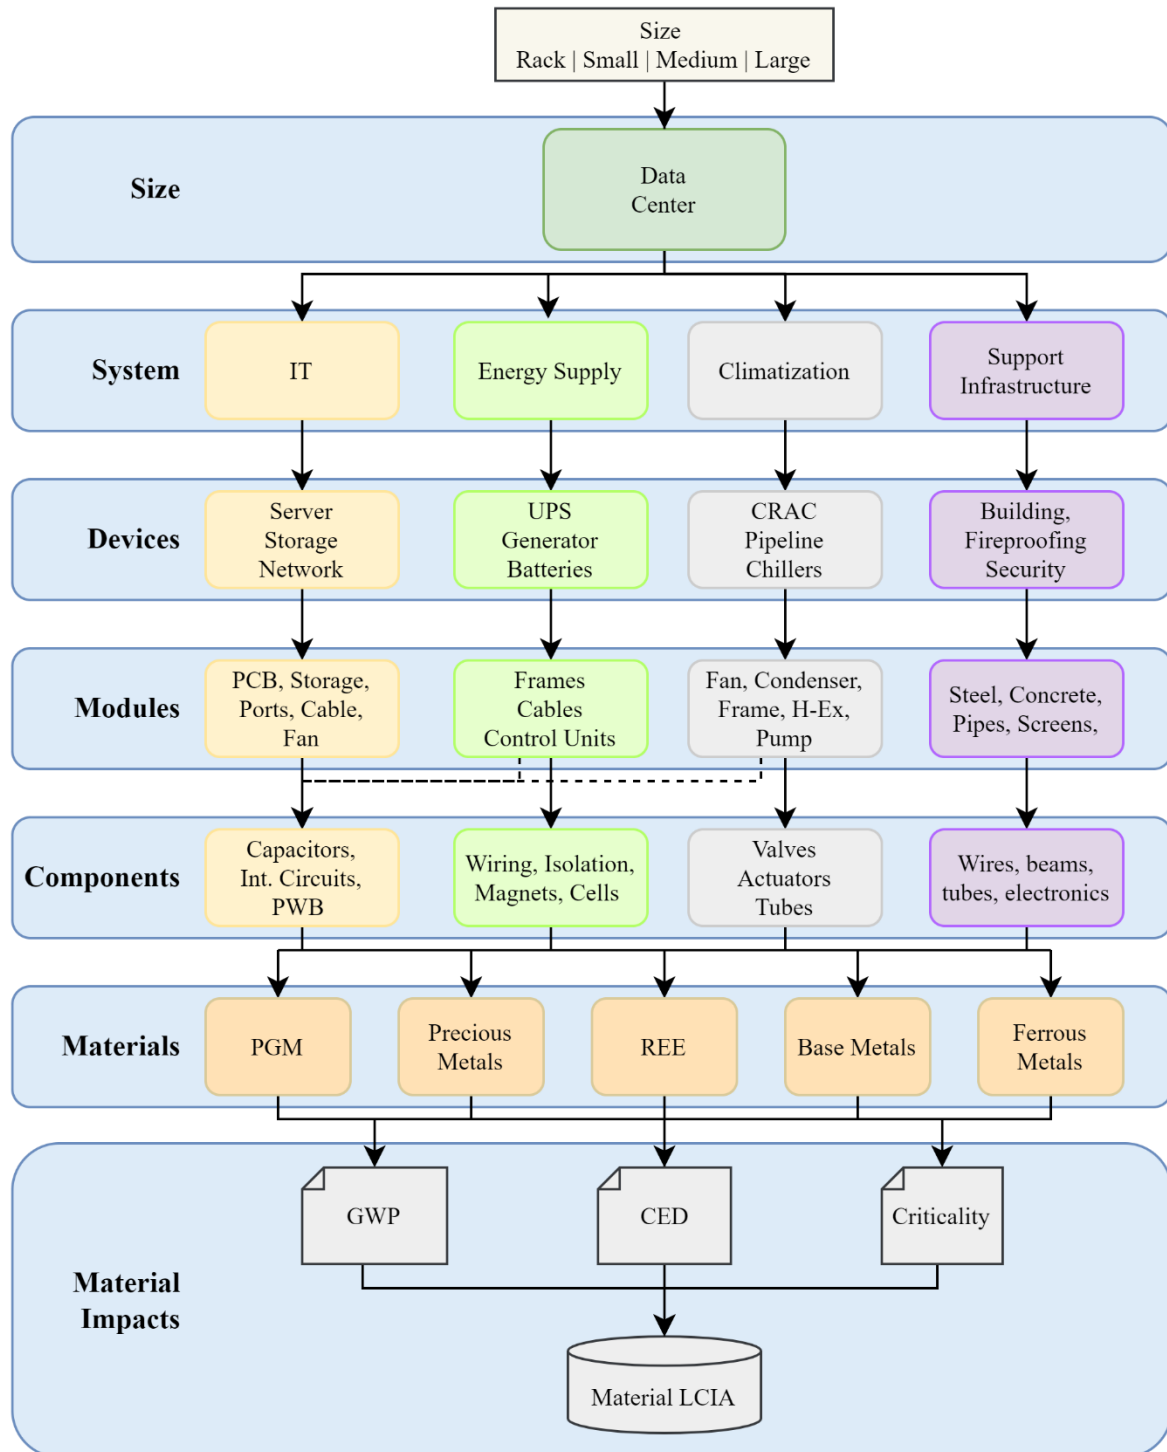 Size
Rack | Small | Medium | Large
Size
Data
Center
System
IT
Energy Supply
Climatization
Support
Infrastructure
Devices
Server
Storage
Network
UPS
Generator
Batteries
CRAC
Pipeline
Chillers
Building,
Fireproofing
Security
Modules
PCB, Storage,
Ports, Cable,
Fan
Frames
Cables
Control Units
Fan, Condenser,
Frame, H-Ex,
Pump
Steel, Concrete,
Pipes, Screens,
Components
Capacitors,
Int. Circuits,
PWB
Wiring, Isolation,
Magnets, Cells
Valves
Actuators
Tubes
Wires, beams,
tubes, electronics
Materials
PGM
Precious
Metals
REE
Base Metals
Ferrous
Metals
Material
Impacts
GWP
CED
Criticality
Material LCIA